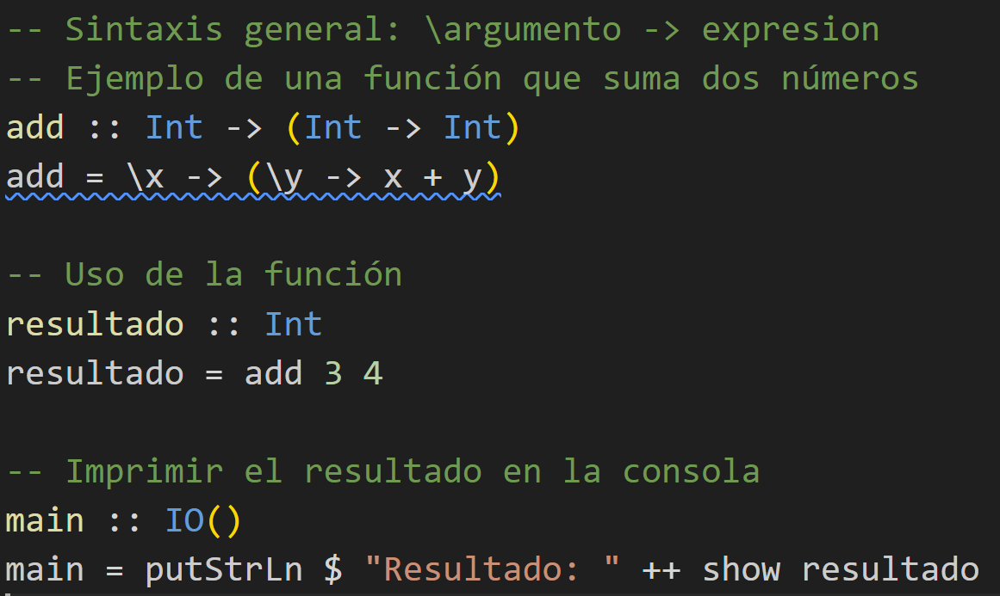 -- Sintaxis general: \argumento -> expresion
-- Ejemplo de una función que suma dos números
add :: Int -> (Int -> Int)
add = \x -> (\y -> x + y)
-- Uso de la función
resultado :: Int
resultado = add 3 4
-- Imprimir el resultado en la consola
main :: IO()
main = putStrLn $ "Resultado: " ++ show resultado